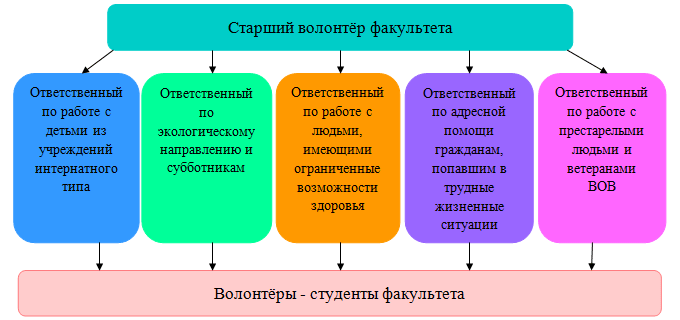 Старший волонтёр факультета
Ответственный
по работе с
детьми из
учреждений
интернатного
типа
Ответственный
по
экологическому
направлению и
субботникам
Ответственный
по работе с
людьми,
имеющими
ограниченные
возможности
здоровья
Ответственный
по адресной
помощи
гражданам,
попавшим в
трудные
жизненные
ситуации
Ответственный
по работе с
престарелыми
людьми и
ветеранами
ВОВ
Волонтёры - студенты факультета